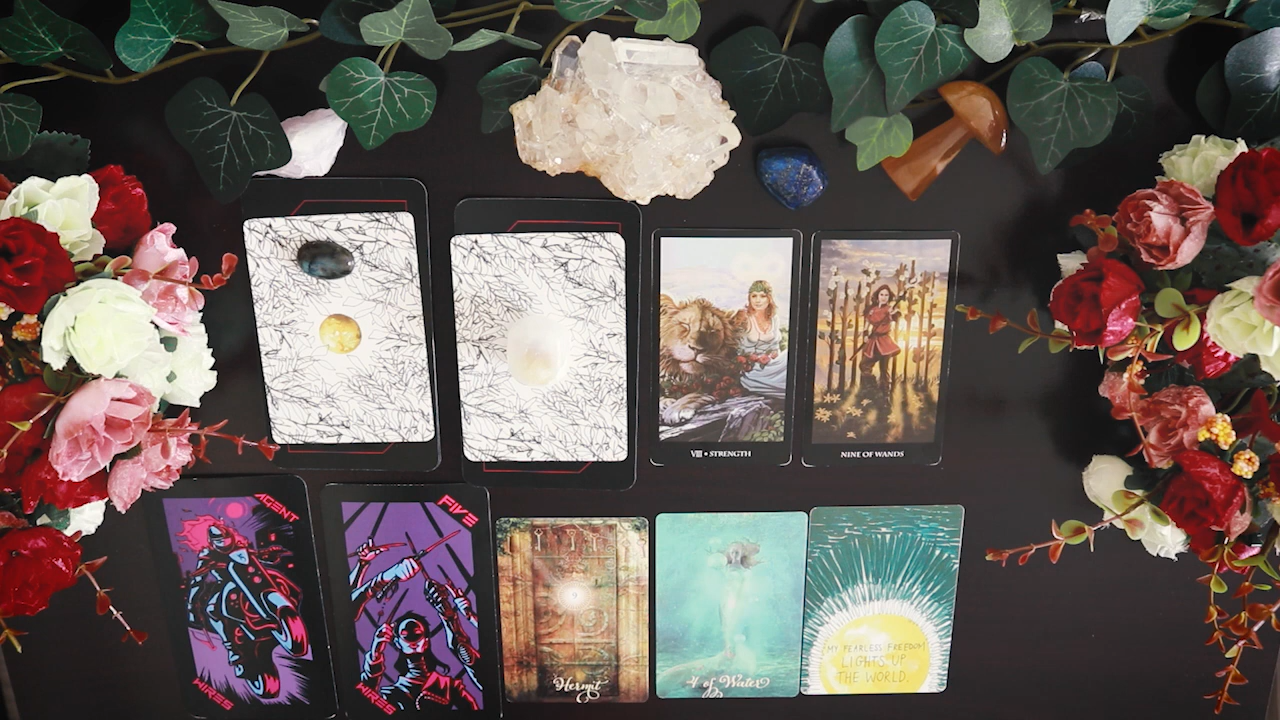 VIII • STRENGTH
NINE OF WANDS
AGENT
WIRES
FIVE
WIRES
9
Hermit
4 of Water
MY FEARLESS FREEDOM
LIGHTS UP
THE WORLD.